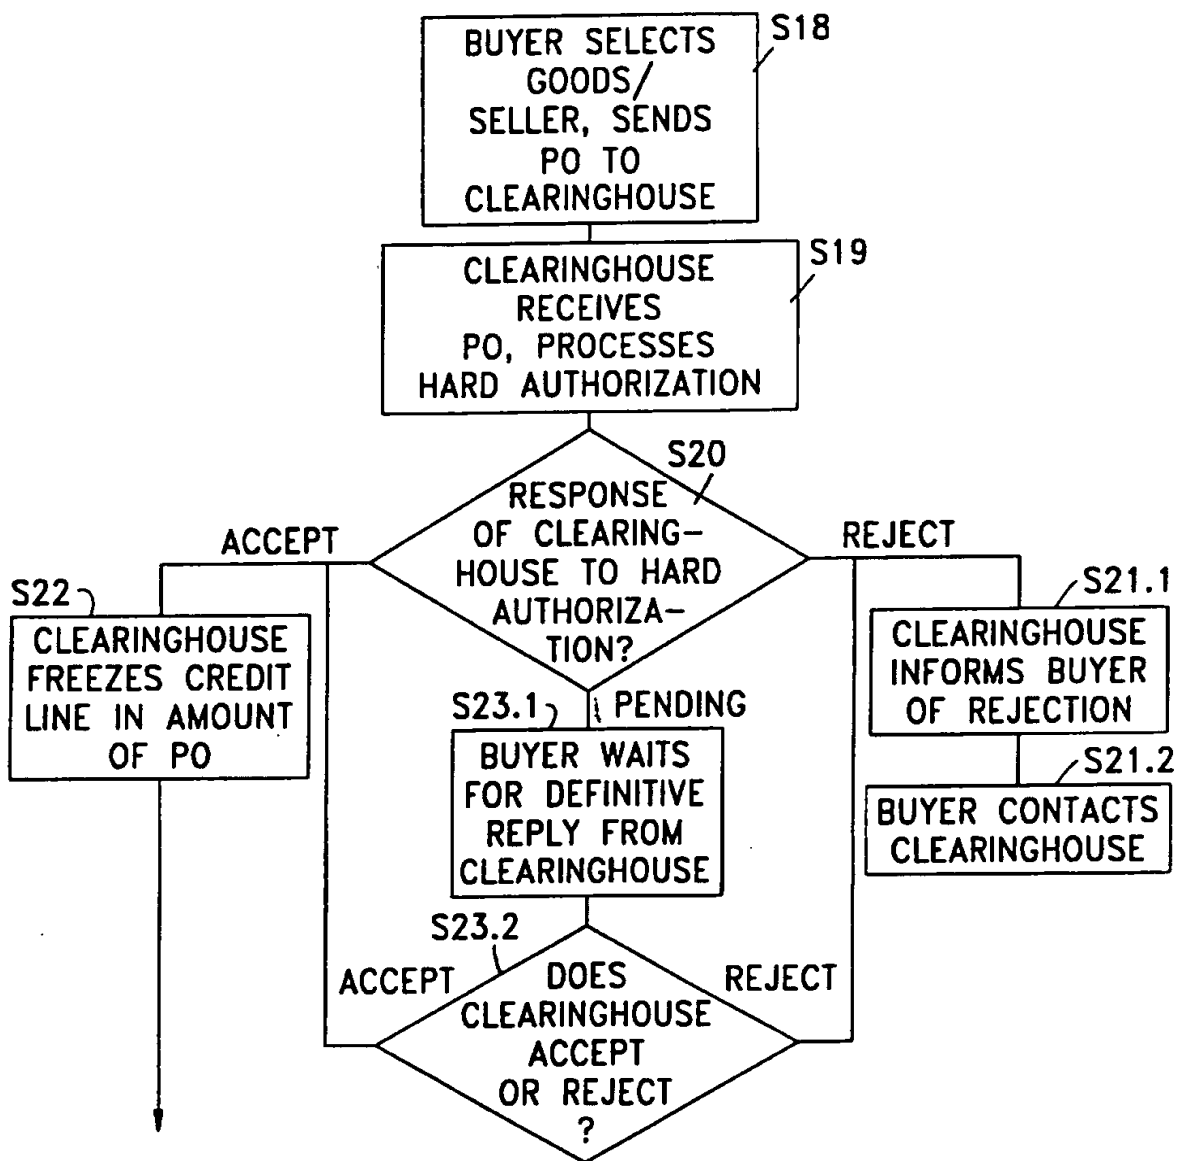 S18
BUYER SELECTS
GOODS/
SELLER, SENDS
PO TO
CLEARINGHOUSE
S19
CLEARINGHOUSE
RECEIVES
PO, PROCESSES
HARD AUTHORIZATION
S20
RESPONSE
OF CLEARING-
HOUSE TO HARD
AUTHORIZA-
TION?
ACCEPT
REJECT
S22
CLEARINGHOUSE
FREEZES CREDIT
LINE IN AMOUNT
OF PO
S21.1
CLEARINGHOUSE
INFORMS BUYER
OF REJECTION
S21.2
BUYER CONTACTS
CLEARINGHOUSE
PENDING
S23.1
BUYER WAITS
FOR DEFINITIVE
REPLY FROM
CLEARINGHOUSE
S23.2
ACCEPT
REJECT
DOES
CLEARINGHOUSE
ACCEPT
OR REJECT
?